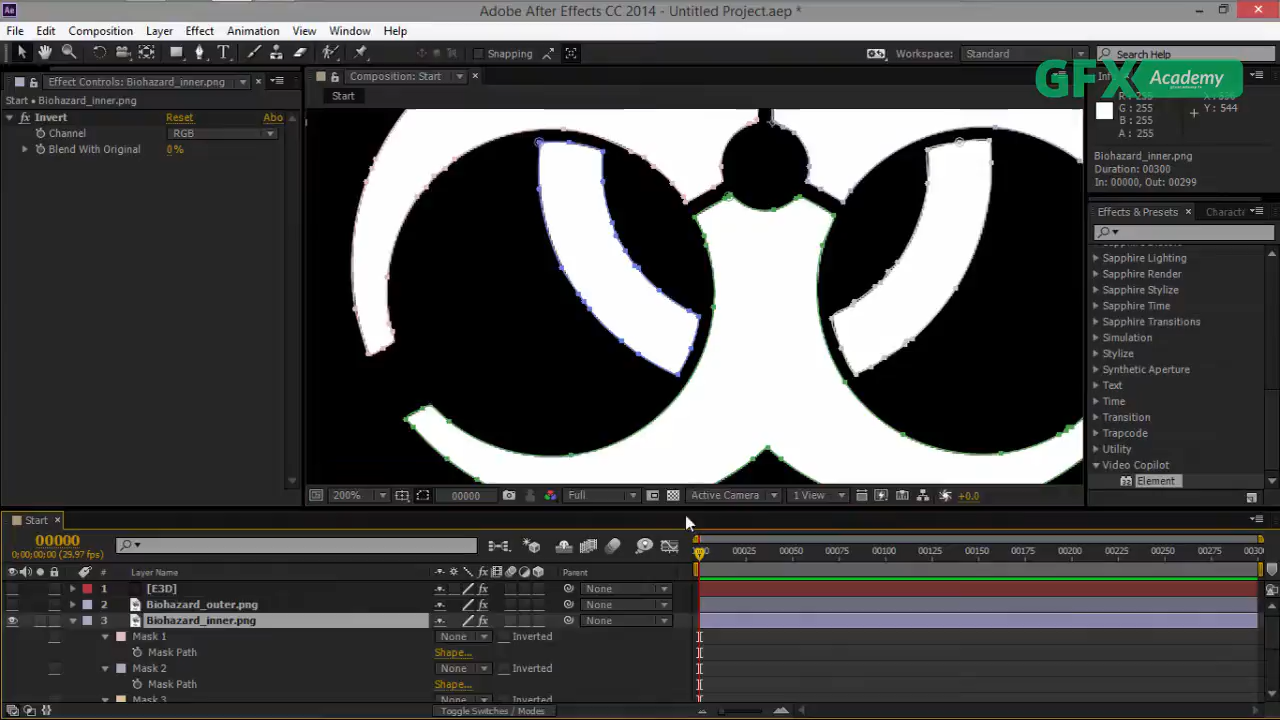 Adobe After Effects CC 2014 - Untitled Project.aep *
File Edit Composition Layer Effect Animation View Window Help
Snapping
Workspace: Standard
Search Help
GFX Academy
Effect Controls: Biohazard_inner.png
Composition: Start
Start • Biohazard_inner.png
Start
fx Invert Reset Abo
Channel RGB
Blend With Original 0 %
G : 255
B : 255
A : 255
Y : 544
Biohazard_inner.png
Duration: 00300
In: 00000, Out: 00299
Effects & Presets
Sapphire Lighting
Sapphire Render
Sapphire Stylize
Sapphire Time
Sapphire Transitions
Simulation
Stylize
Synthetic Aperture
Text
Time
Transition
Trapcode
Utility
Video Copilot
Element
200% 00000 Full Active Camera 1 View +0.0
Start
00000
0;00;00;00 (29.97 fps)
00025 00050 00075 00100 00125 00150 00175 00200 00225 00300
# Layer Name Parent
1 [E3D] None
2 Biohazard_outer.png None
3 Biohazard_inner.png None
Mask 1 None Inverted
Mask Path Shape...
Mask 2 None Inverted
Mask Path Shape...
Mask 3 None Inverted
Toggle Switches / Modes